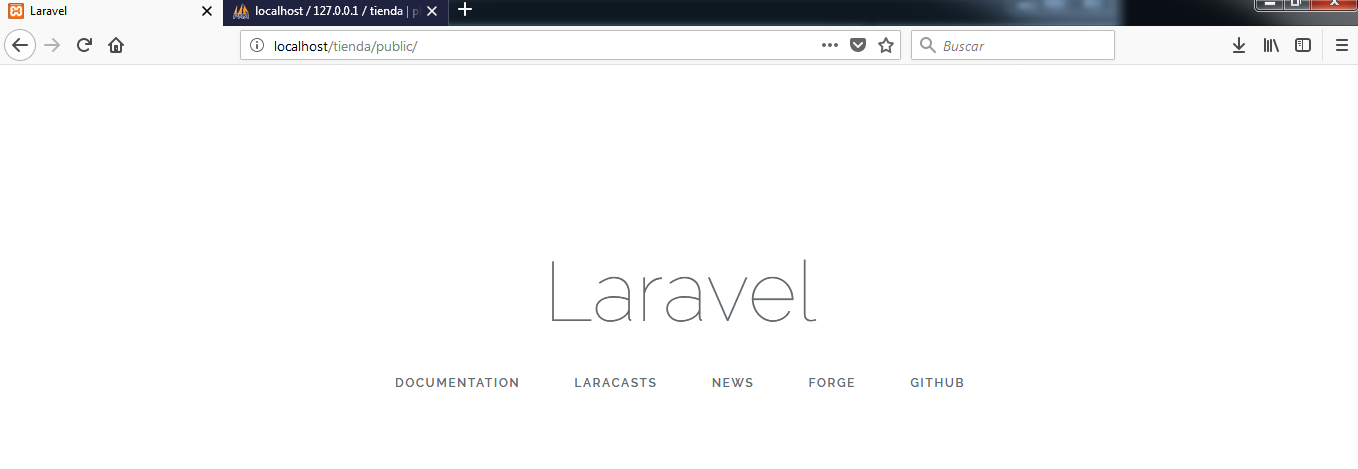 Laravel
localhost / 127.0.0.1 / tienda | p
localhost/tienda/public/
Buscar
Laravel
DOCUMENTATION LARACASTS NEWS FORGE GITHUB